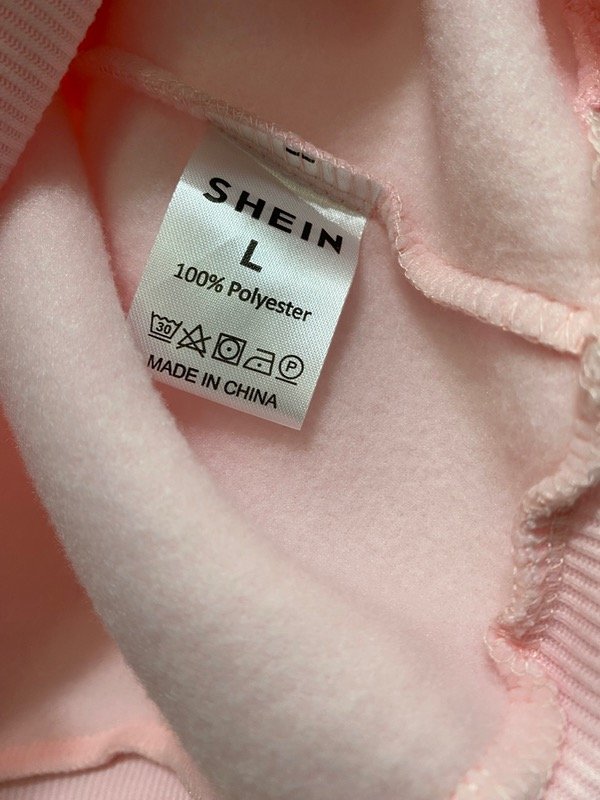 SHEIN
L
100% Polyester
30
P
MADE IN CHINA